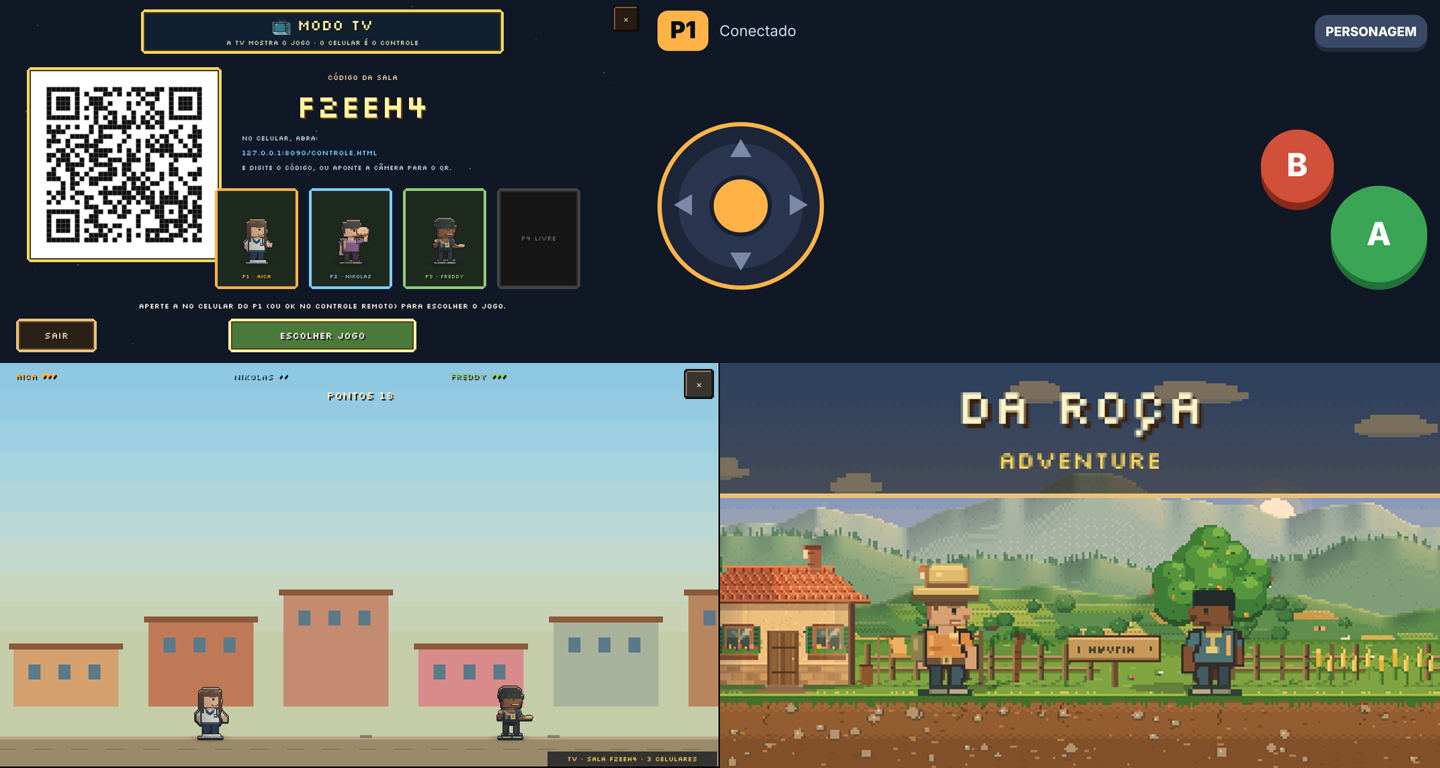 MODO TV
A TV MOSTRA O JOGO · O CELULAR É O CONTROLE
×
CÓDIGO DA SALA
F2EEH4
NO CELULAR, ABRA:
127.0.0.1:8090/CONTROLE.HTML
E DIGITE O CÓDIGO, OU APONTE A CÂMERA PARA O QR.
P1 · AICA
P2 · NIKOLAS
P3 · FREDDY
P4 LIVRE
APERTE A NO CELULAR DO P1 (OU OK NO CONTROLE REMOTO) PARA ESCOLHER O JOGO.
SAIR
ESCOLHER JOGO
P1
Conectado
PERSONAGEM
B
A
AICA ♥♥♥
NIKOLAS ♥♥
FREDDY ♥♥♥
×
PONTOS 18
TV · SALA F2EEH4 · 3 CELULARES
DA ROÇA
ADVENTURE